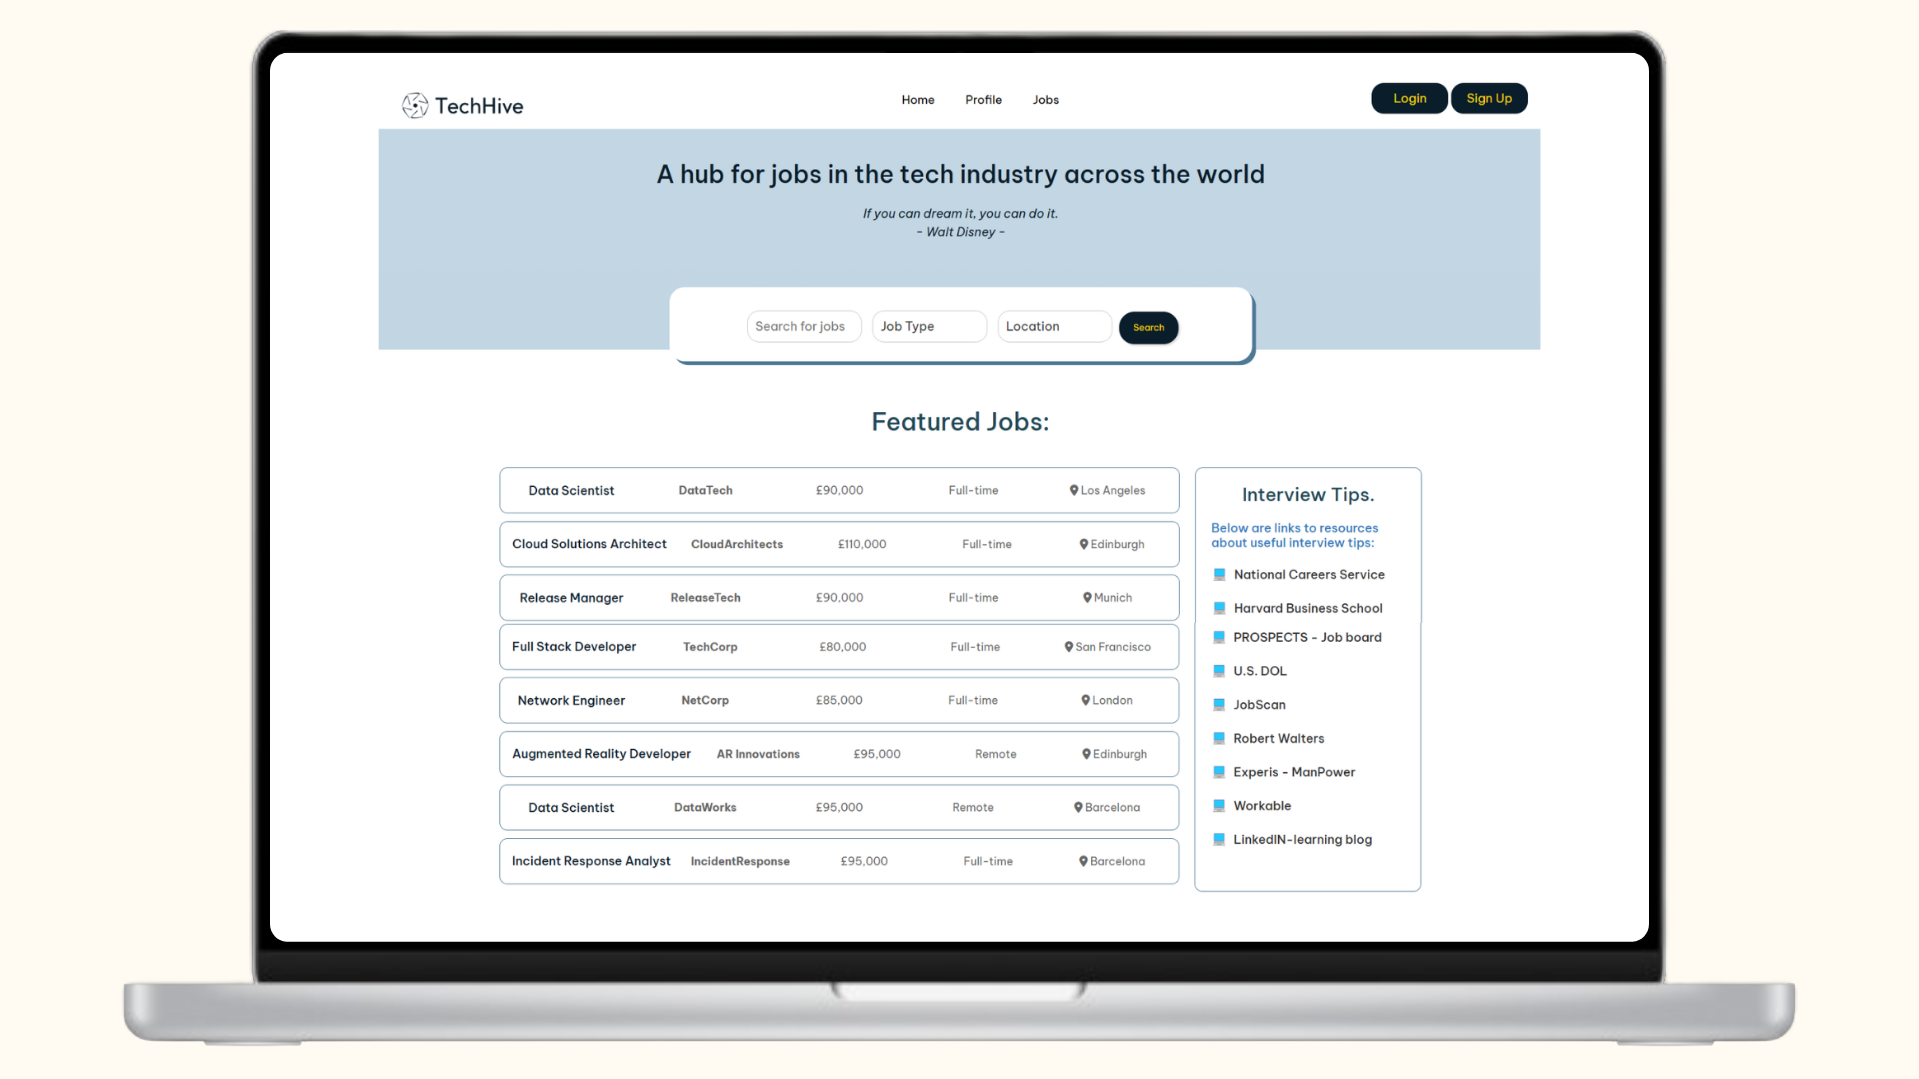 TechHive
Home Profile Jobs
Login Sign Up
A hub for jobs in the tech industry across the world
If you can dream it, you can do it.
- Walt Disney -
Search for jobs Job Type Location Search
Featured Jobs:
Data Scientist DataTech £90,000 Full-time Los Angeles
Cloud Solutions Architect CloudArchitects £110,000 Full-time Edinburgh
Release Manager ReleaseTech £90,000 Full-time Munich
Full Stack Developer TechCorp £80,000 Full-time San Francisco
Network Engineer NetCorp £85,000 Full-time London
Augmented Reality Developer AR Innovations £95,000 Remote Edinburgh
Data Scientist DataWorks £95,000 Remote Barcelona
Incident Response Analyst IncidentResponse £95,000 Full-time Barcelona
Interview Tips.
Below are links to resources
about useful interview tips:
National Careers Service
Harvard Business School
PROSPECTS - Job board
U.S. DOL
JobScan
Robert Walters
Experis - ManPower
Workable
LinkedIN-learning blog